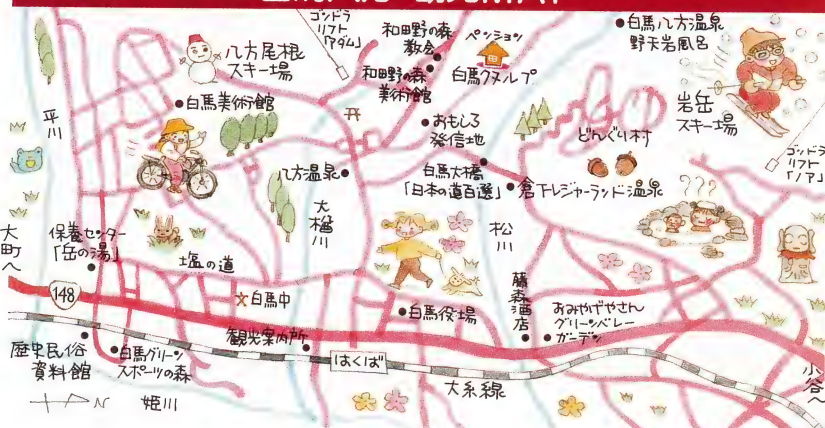 八方尾根
スキー場
ゴンドラ
リフト
「アダム」
和田野の森
教会
和田野の森
美術館
ペンション
白馬クヌルプ
白馬八方温泉
野天岩風呂
岩岳
スキー場
ゴンドラ
リフト
「ノア」
平川
白馬美術館
おもしろ
発信地
どんぐり村
八方温泉
白馬大橋
「日本の道百選」
倉下レジャーランド温泉
大楢川
松川
大町へ
保養センター
「岳の湯」
塩の道
148
白馬中
白馬役場
藤森酒店
おみやげやさん
グリーンベレー
ガーデン
観光案内所
はくば
歴史民俗
資料館
白馬グリーン
スポーツの森
大糸線
小谷へ
N
姫川